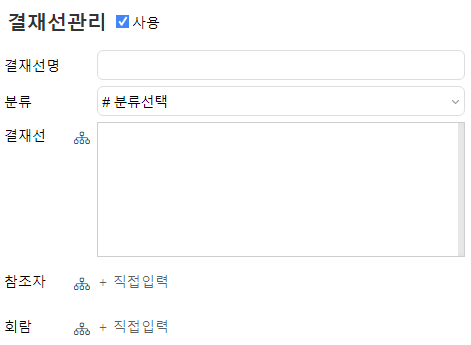 결재선관리 사용
결재선명
분류 # 분류선택
결재선
참조자 + 직접입력
회람 + 직접입력